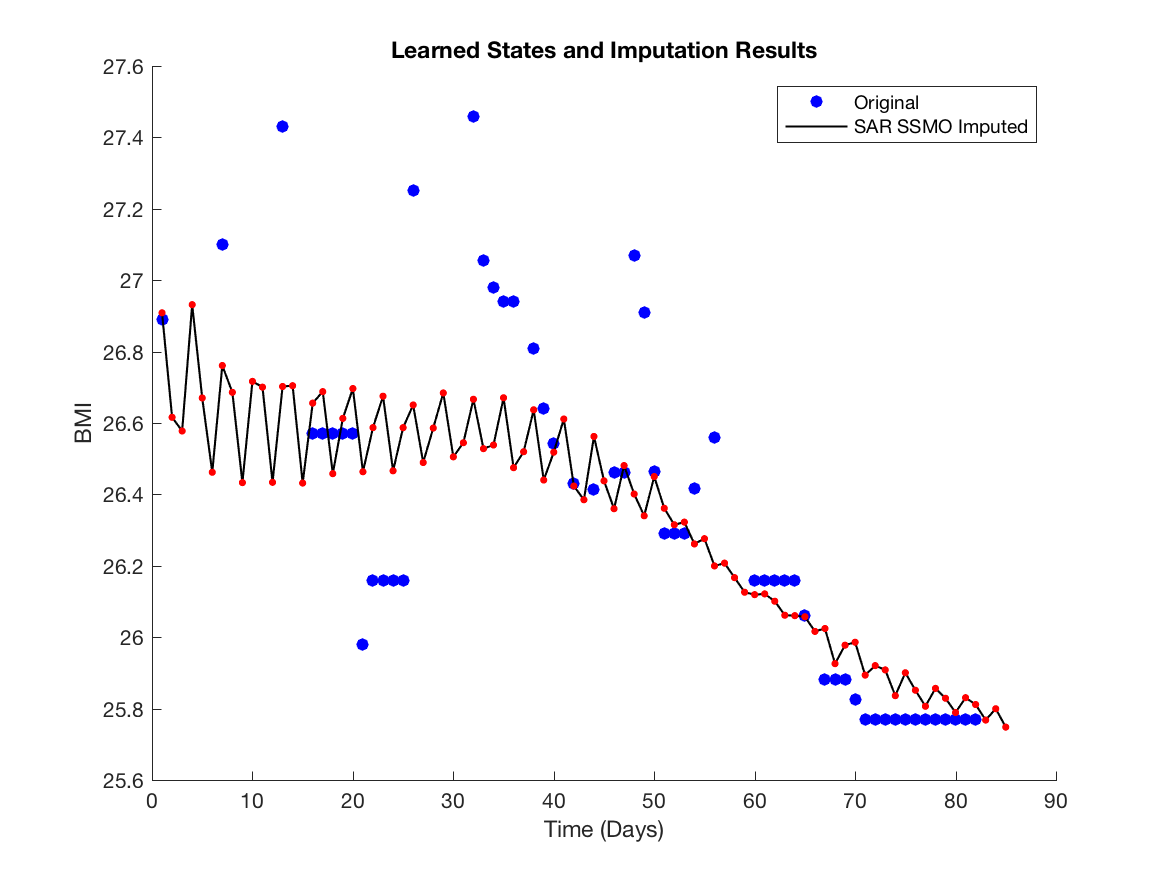 Learned States and Imputation Results
Original
SAR SSMO Imputed
27.6
27.4
27.2
27
26.8
26.6
26.4
26.2
26
25.8
25.6
BMI
0 10 20 30 40 50 60 70 80 90
Time (Days)